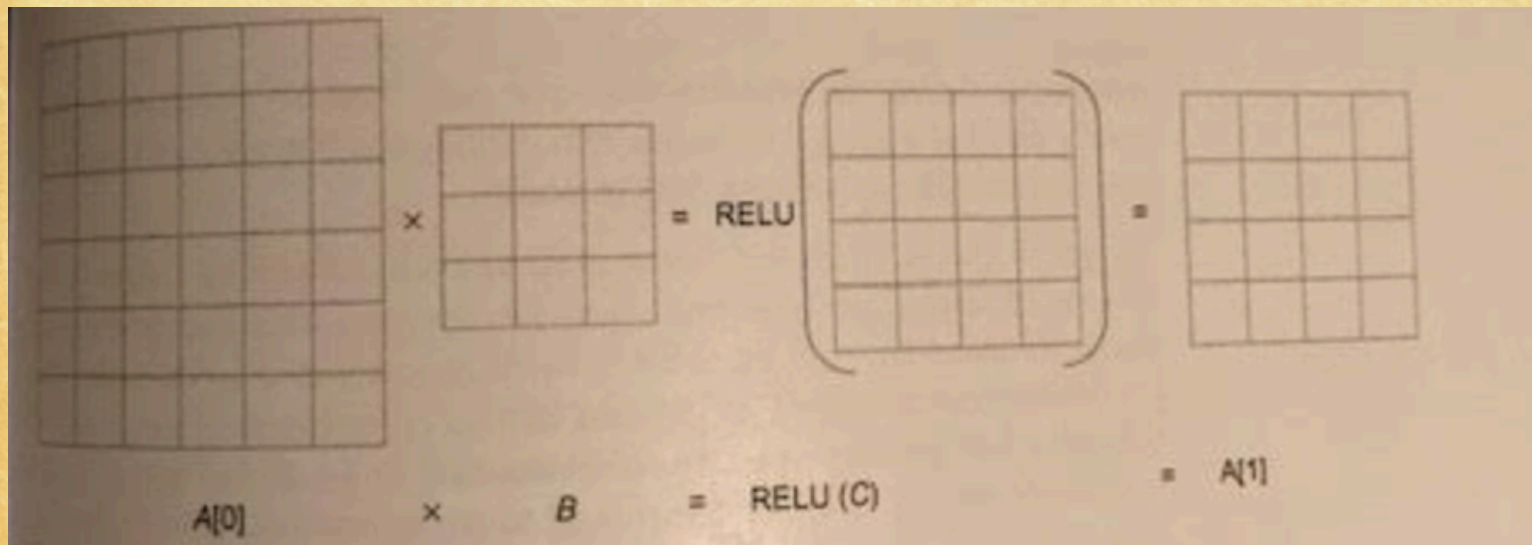 × = RELU =
A[0] × B = RELU (C) = A[1]